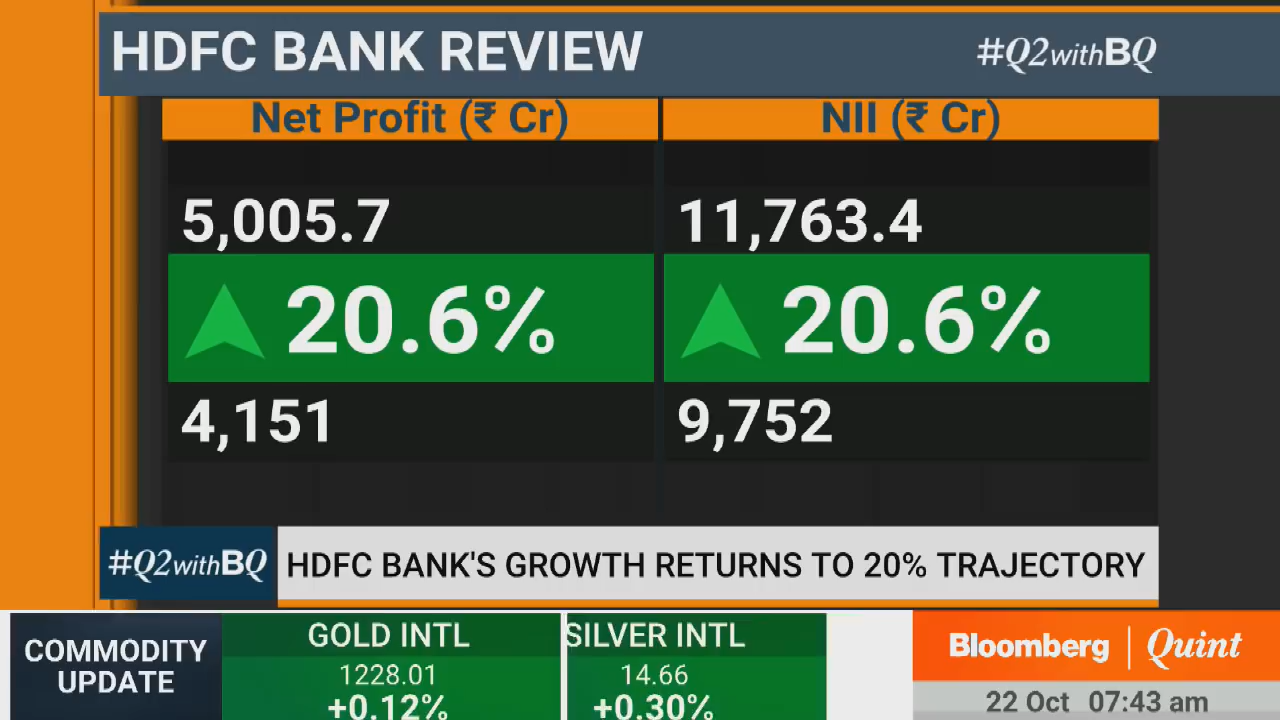 HDFC BANK REVIEW
#Q2withBQ
Net Profit (₹ Cr)
NII (₹ Cr)
5,005.7
11,763.4
20.6%
20.6%
4,151
9,752
#Q2withBQ
HDFC BANK'S GROWTH RETURNS TO 20% TRAJECTORY
COMMODITY
UPDATE
GOLD INTL
1228.01
+0.12%
SILVER INTL
14.66
+0.30%
Bloomberg | Quint
22 Oct 07:43 am